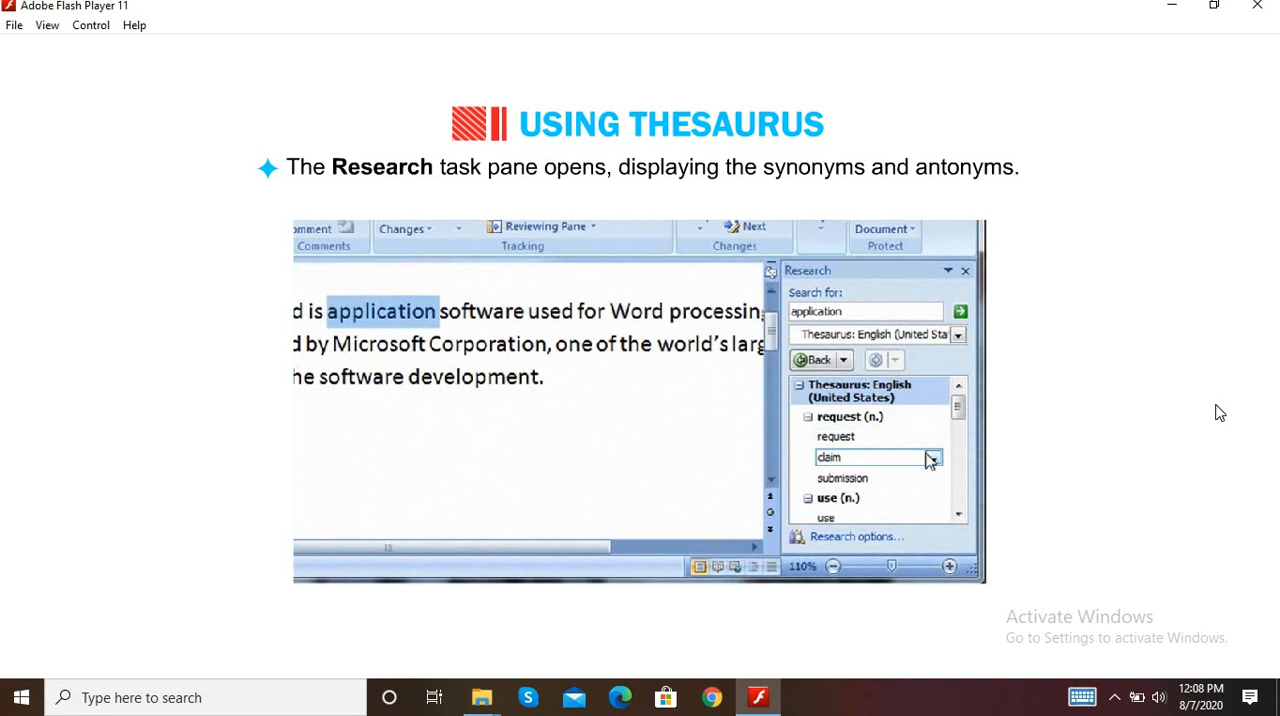 Adobe Flash Player 11
File View Control Help
USING THESAURUS
The Research task pane opens, displaying the synonyms and antonyms.
omment Changes Reviewing Pane Next Document
Comments Tracking Changes Protect
Research
Search for:
d is application software used for Word processing
application
Thesaurus: English (United Stat
d by Microsoft Corporation, one of the world's larg
Back
he software development.
Thesaurus: English
(United States)
request (n.)
request
claim
submission
use (n.)
use
Research options...
110%
Activate Windows
Go to Settings to activate Windows.
Type here to search
12:08 PM
8/7/2020